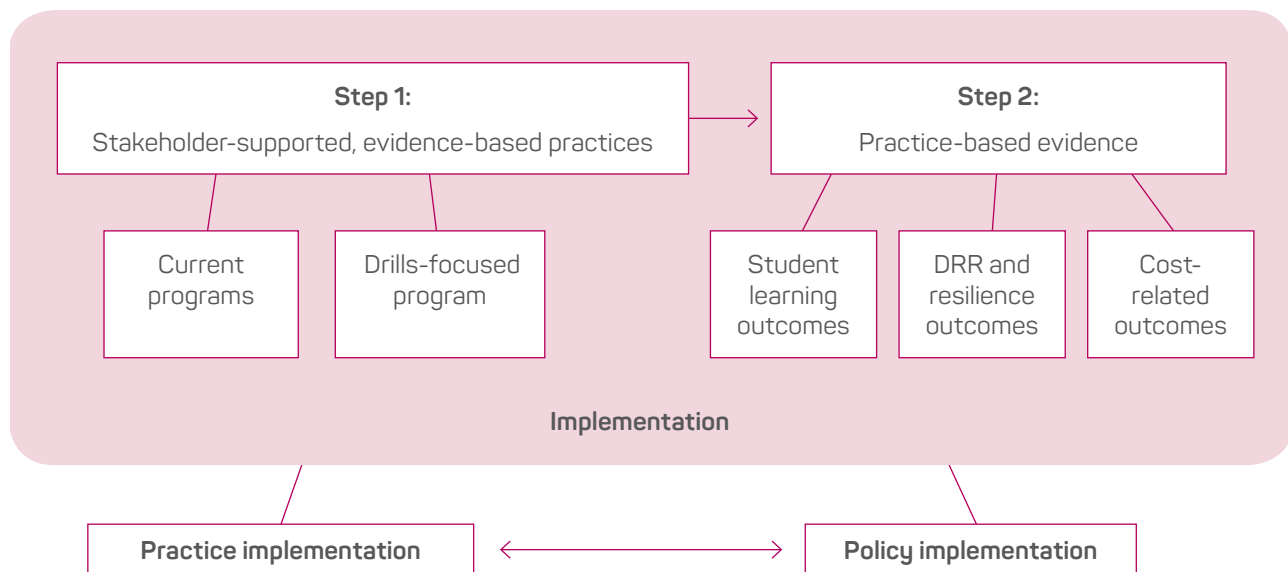 Step 1:
Stakeholder-supported, evidence-based practices
Step 2:
Practice-based evidence
Current
programs
Drills-focused
program
Student
learning
outcomes
DRR and
resilience
outcomes
Cost-
related
outcomes
Implementation
Practice implementation
Policy implementation